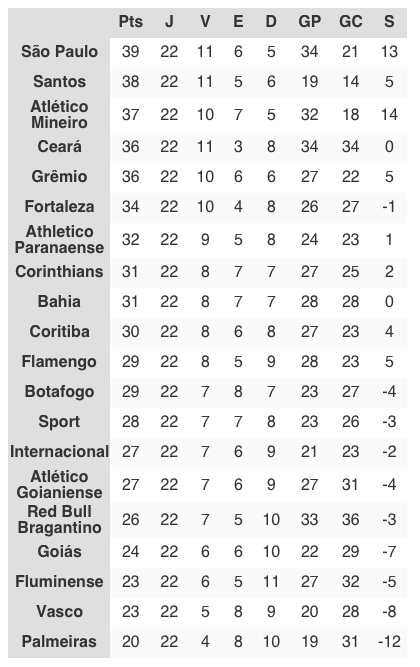 Pts J V E D GP GC S
São Paulo 39 22 11 6 5 34 21 13
Santos 38 22 11 5 6 19 14 5
Atlético
Mineiro 37 22 10 7 5 32 18 14
Ceará 36 22 11 3 8 34 34 0
Grêmio 36 22 10 6 6 27 22 5
Fortaleza 34 22 10 4 8 26 27 -1
Athletico
Paranaense 32 22 9 5 8 24 23 1
Corinthians 31 22 8 7 7 27 25 2
Bahia 31 22 8 7 7 28 28 0
Coritiba 30 22 8 6 8 27 23 4
Flamengo 29 22 8 5 9 28 23 5
Botafogo 29 22 7 8 7 23 27 -4
Sport 28 22 7 7 8 23 26 -3
Internacional 27 22 7 6 9 21 23 -2
Atlético
Goianiense 27 22 7 6 9 27 31 -4
Red Bull
Bragantino 26 22 7 5 10 33 36 -3
Goiás 24 22 6 6 10 22 29 -7
Fluminense 23 22 6 5 11 27 32 -5
Vasco 23 22 5 8 9 20 28 -8
Palmeiras 20 22 4 8 10 19 31 -12